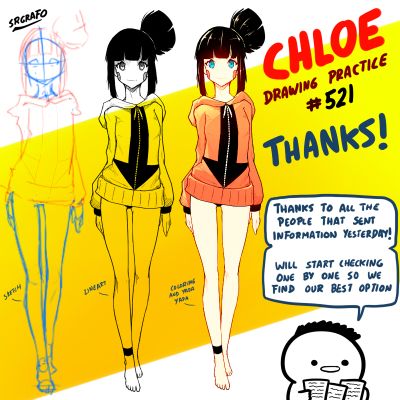 SRGRAFO
CHLOE
DRAWING PRACTICE
# 521
THANKS!
THANKS TO ALL THE
PEOPLE THAT SENT
INFORMATION YESTERDAY!
WILL START CHECKING
ONE BY ONE SO WE
FIND OUR BEST OPTION
SKETCH
LINEART
COLORING
AND YADA
YADA